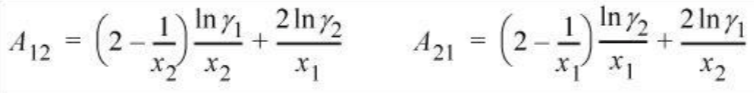 A₁₂ = (2 − 1/x₂) ln γ₁/x₂ + 2 ln γ₂/x₁    A₂₁ = (2 − 1/x₁) ln γ₂/x₁ + 2 ln γ₁/x₂